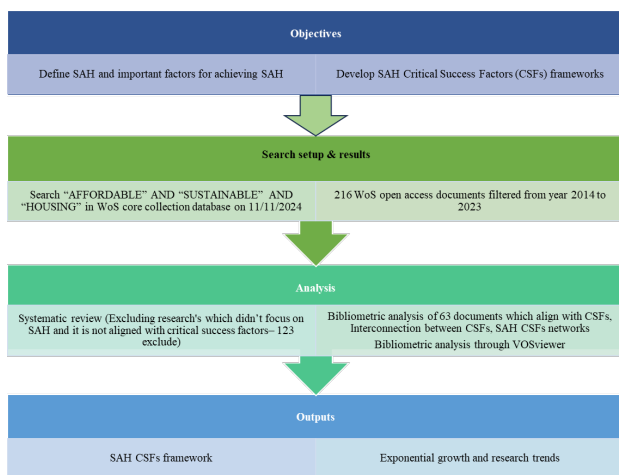 Objectives
Define SAH and important factors for achieving SAH
Develop SAH Critical Success Factors (CSFs) frameworks
Search setup & results
Search “AFFORDABLE” AND “SUSTAINABLE” AND
“HOUSING” in WoS core collection database on 11/11/2024
216 WoS open access documents filtered from year 2014 to
2023
Analysis
Systematic review (Excluding research's which didn’t focus on
SAH and it is not aligned with critical success factors– 123
exclude)
Bibliometric analysis of 63 documents which align with CSFs,
Interconnection between CSFs, SAH CSFs networks
Bibliometric analysis through VOSviewer
Outputs
SAH CSFs framework
Exponential growth and research trends